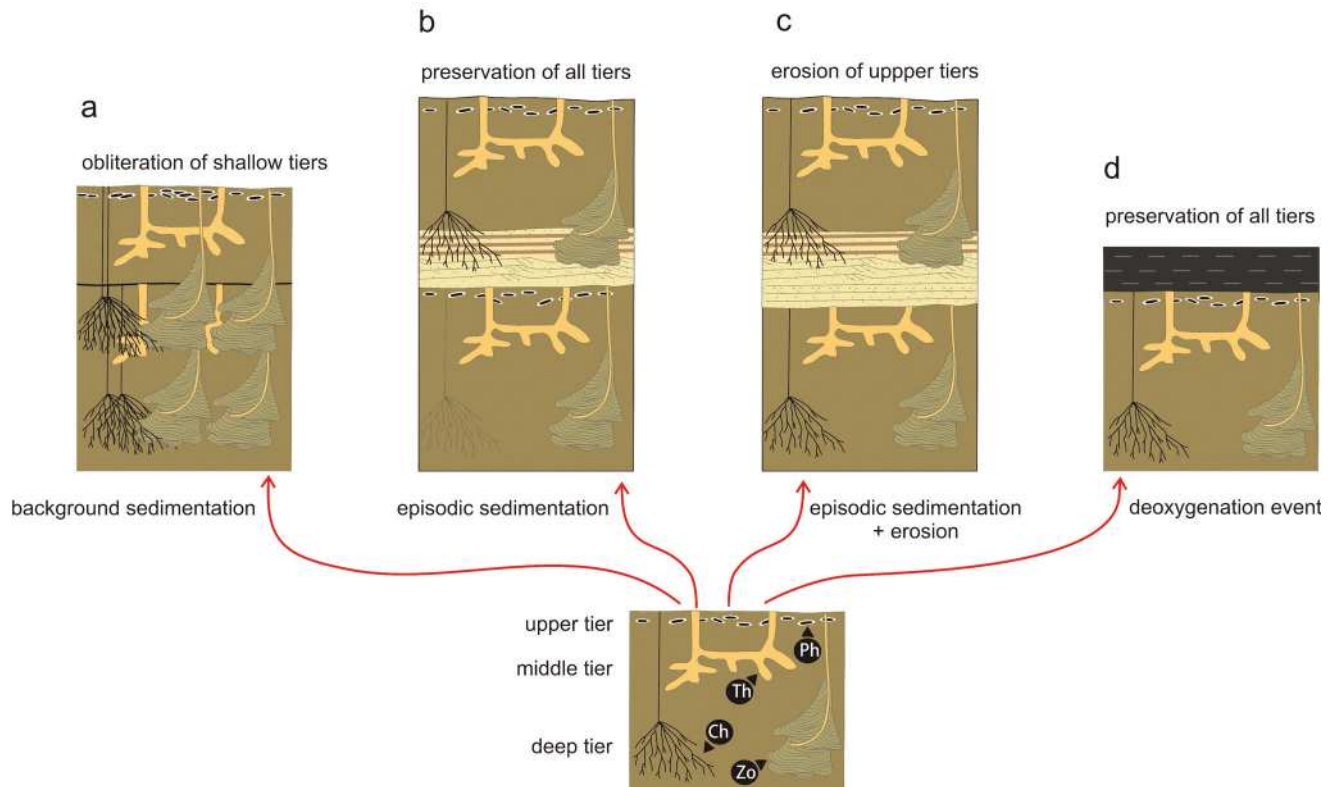 a
obliteration of shallow tiers
background sedimentation
b
preservation of all tiers
episodic sedimentation
c
erosion of uppper tiers
episodic sedimentation
+ erosion
d
preservation of all tiers
deoxygenation event
upper tier
middle tier
deep tier
Ph
Th
Ch
Zo